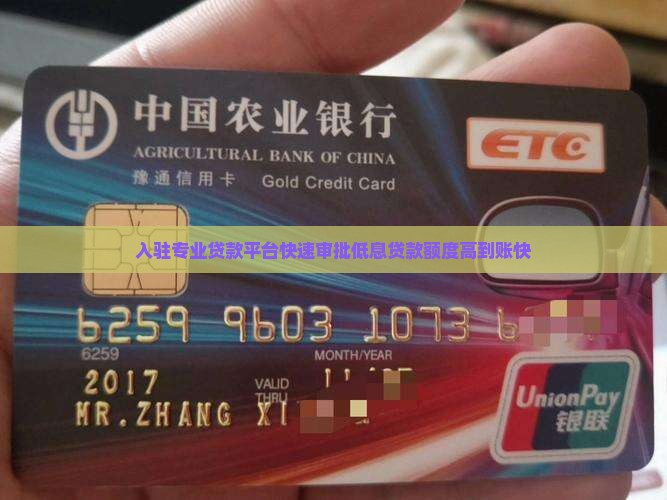 中国农业银行
AGRICULTURAL BANK OF CHINA
ETC
豫通信用卡 Gold Credit Card
入驻专业贷款平台快速审批低息贷款额度高到账快
6259 9603 1073
6259
MONTH/YEAR
2017
VALID THRU
MR.ZHANG XI
UnionPay
银联